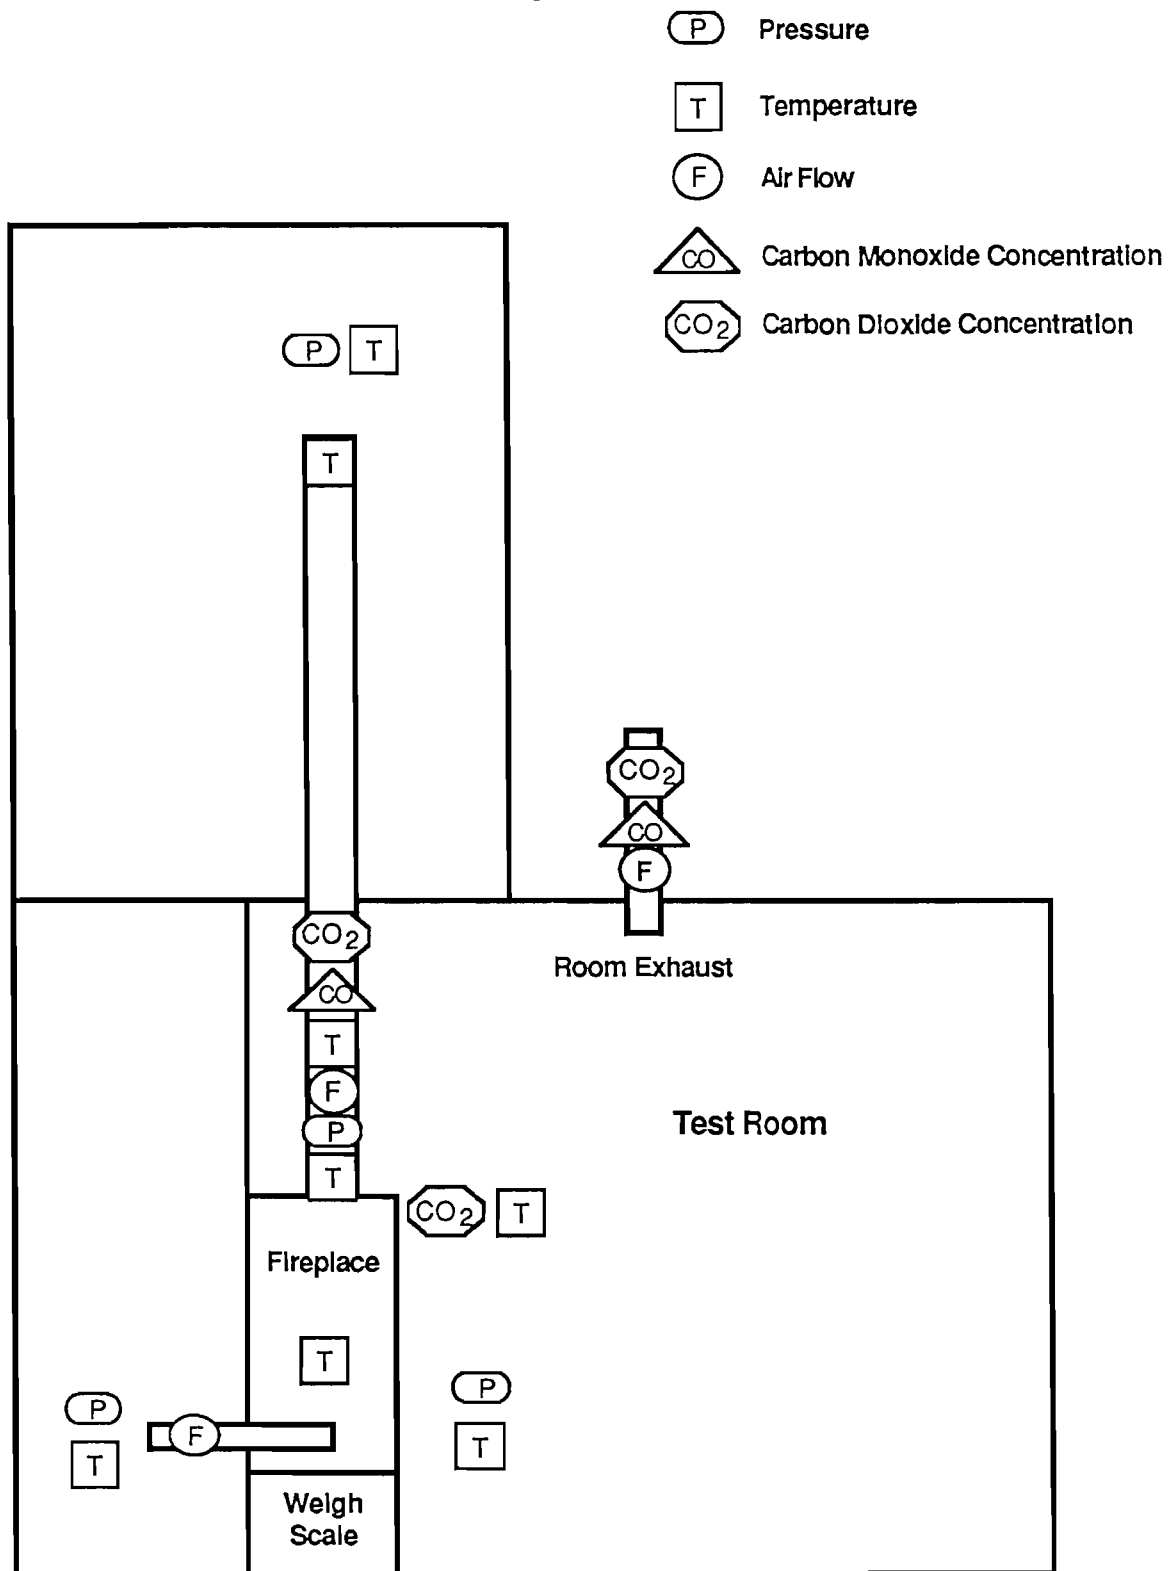 P Pressure
T Temperature
F Air Flow
CO Carbon Monoxide Concentration
CO2 Carbon Dioxide Concentration
P T
T
CO2
CO
F
CO2
Room Exhaust
CO
T
F
Test Room
P
T
CO2 T
Fireplace
T
P
P
F
T
T
Weigh
Scale